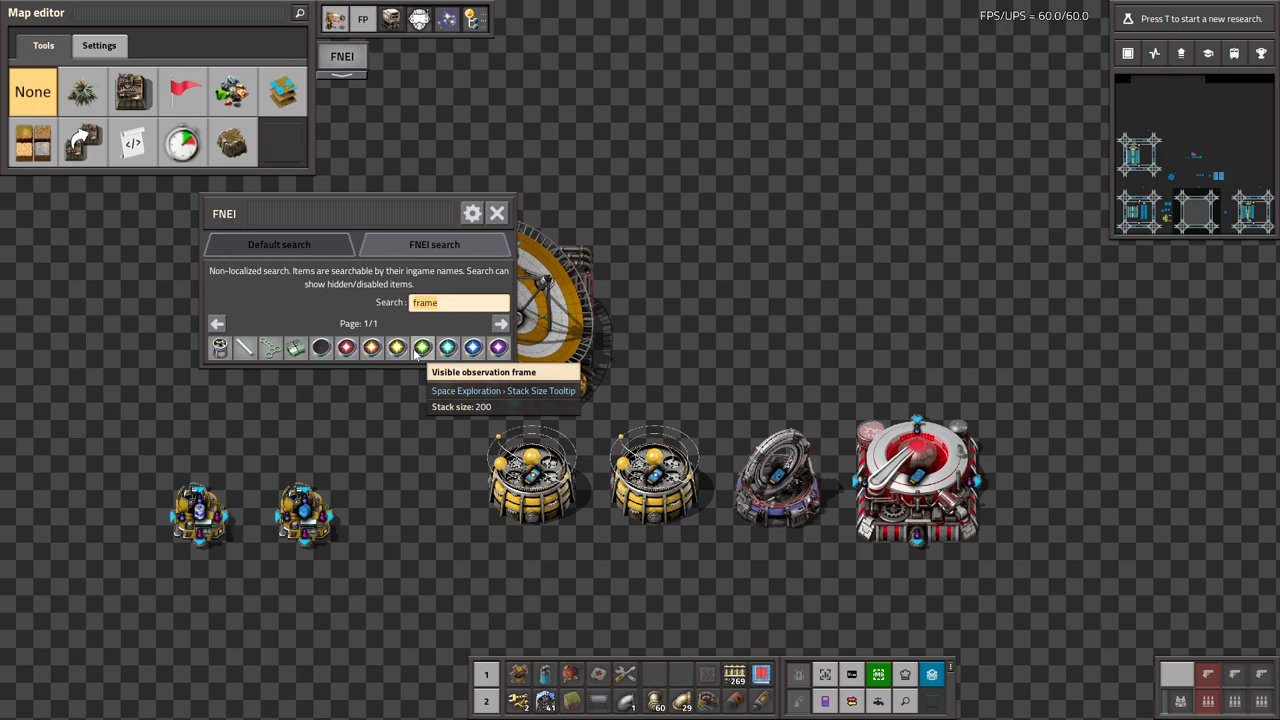 Map editor
Tools
Settings
None
FP
FNEI
FPS/UPS = 60.0/60.0
Press T to start a new research.
FNEI
Default search
FNEI search
Non-localized search. Items are searchable by their ingame names. Search can
show hidden/disabled items.
Search :
frame
Page: 1/1
Visible observation frame
Space Exploration › Stack Size Tooltip
Stack size: 200
1
269
2
2
41
1
60
29